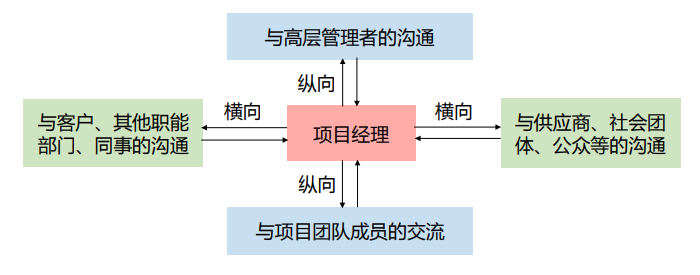 与高层管理者的沟通
纵向
横向
横向
与客户、其他职能
部门、同事的沟通
项目经理
与供应商、社会团
体、公众等的沟通
纵向
与项目团队成员的交流